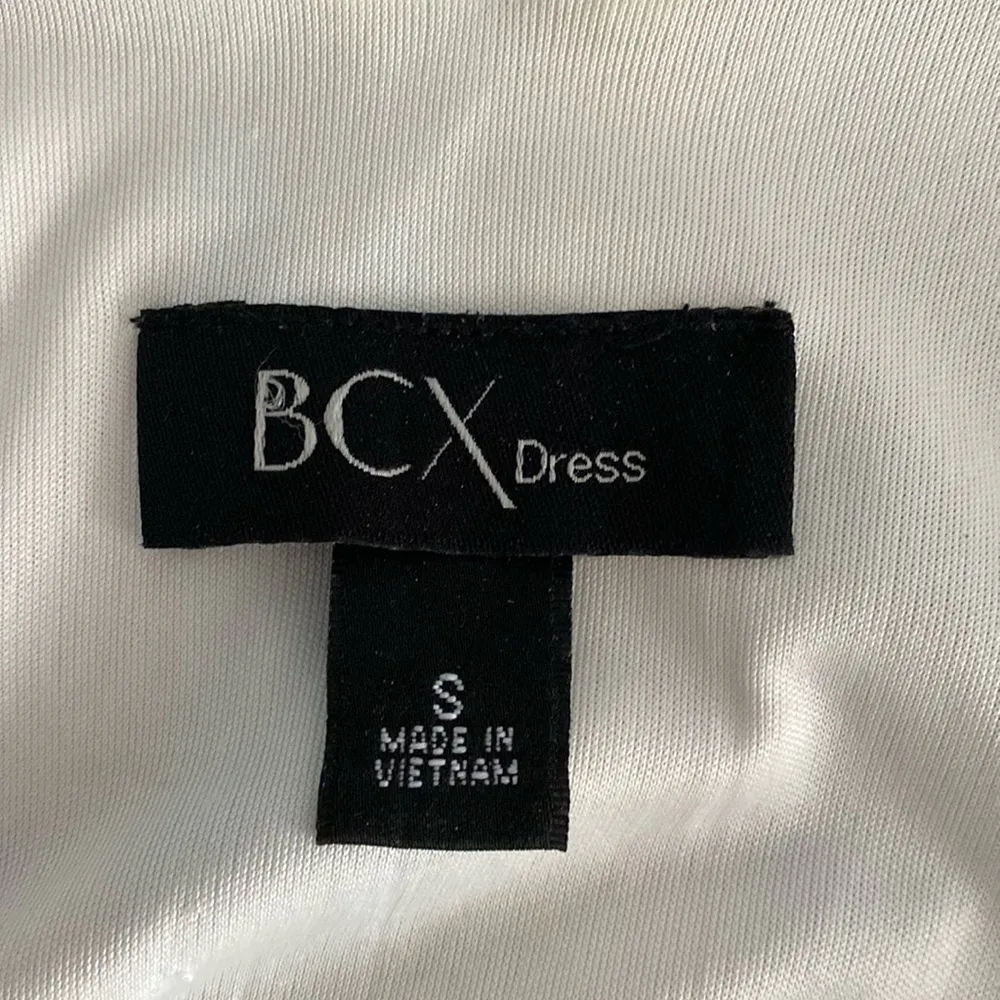 BCX Dress
S
MADE IN
VIETNAM